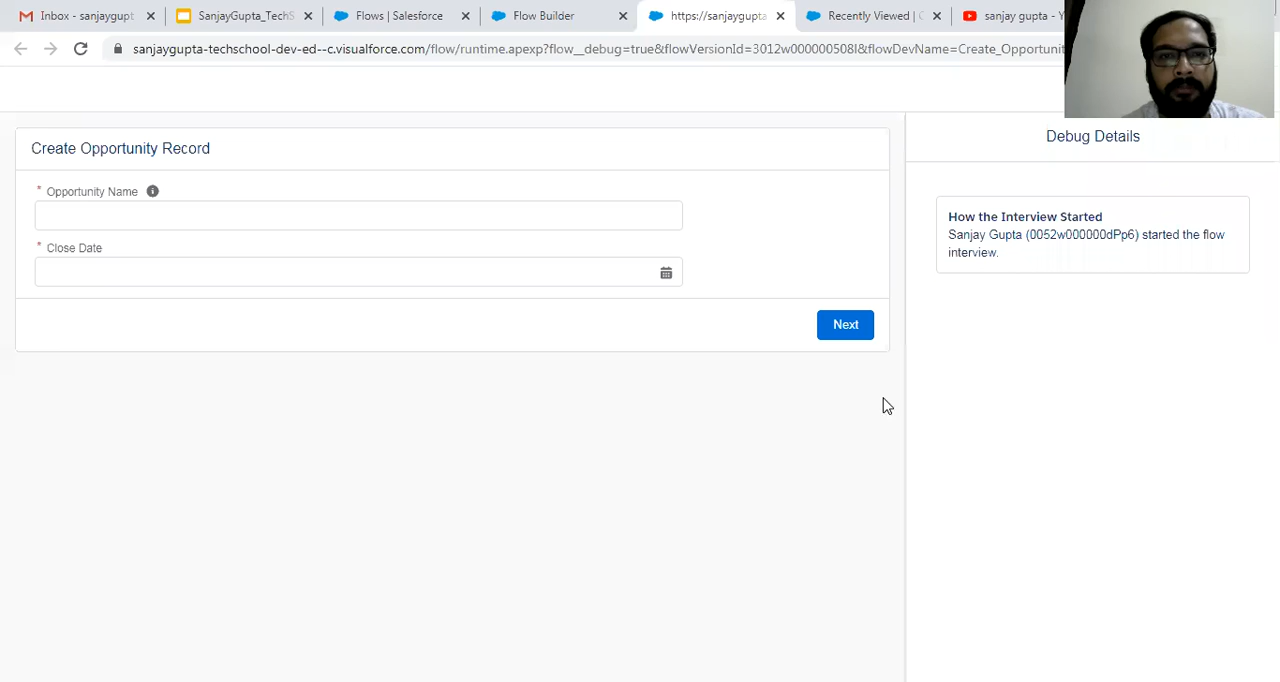 Inbox - sanjaygupt
SanjayGupta_TechS
Flows | Salesforce
Flow Builder
https://sanjaygupta
Recently Viewed |
sanjay gupta - Y
sanjaygupta-techschool-dev-ed--c.visualforce.com/flow/runtime.apexp?flow__debug=true&flowVersionId=3012w000000508I&flowDevName=Create_Opportunit
Create Opportunity Record
Debug Details
* Opportunity Name
* Close Date
Next
How the Interview Started
Sanjay Gupta (0052w000000dPp6) started the flow
interview.